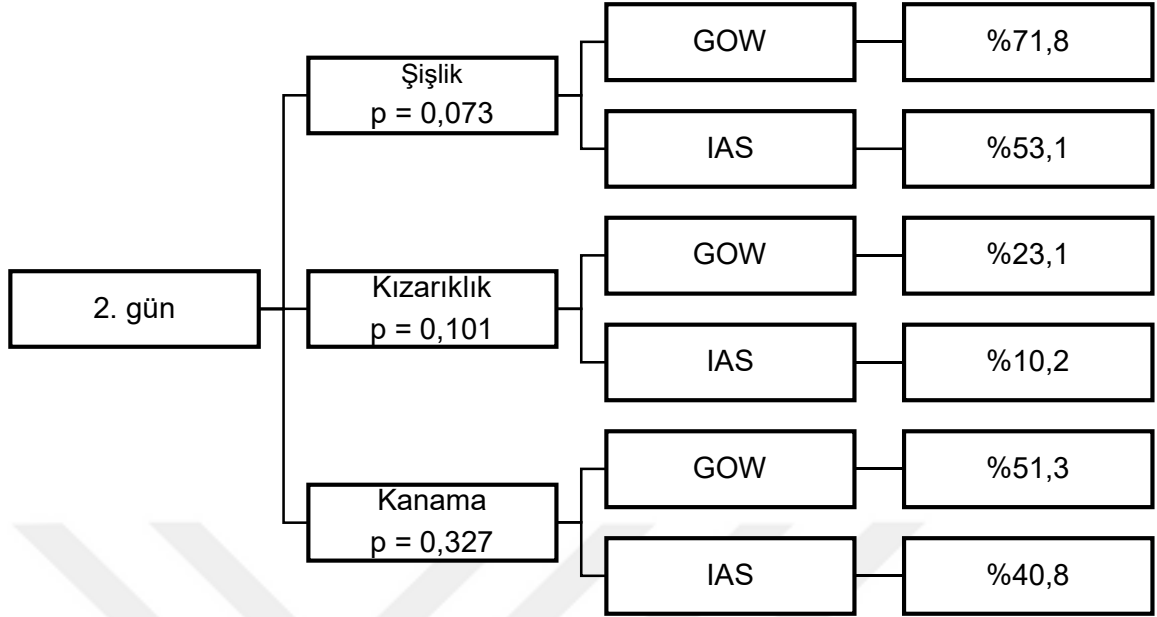 2. gün
Şişlik
p = 0,073
GOW
%71,8
IAS
%53,1
Kızarıklık
p = 0,101
GOW
%23,1
IAS
%10,2
Kanama
p = 0,327
GOW
%51,3
IAS
%40,8